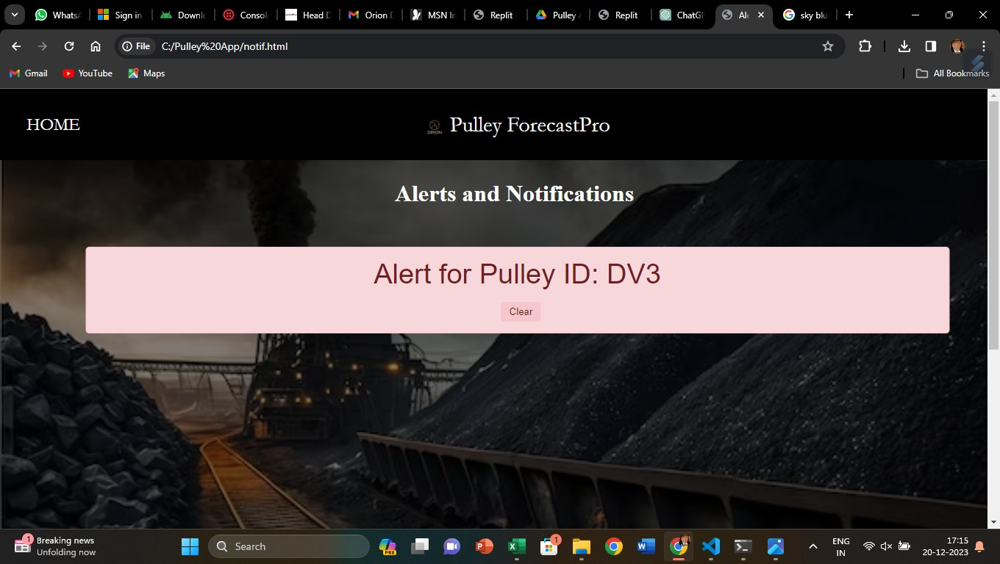 WhatsA
Sign in
Downlo
Consol
Head D
Orion D
MSN In
Replit
Pulley A
Replit
ChatGP
Ale
sky blu
File
C:/Pulley%20App/notif.html
Gmail
YouTube
Maps
All Bookmarks
HOME
ORION
Pulley ForecastPro
Alerts and Notifications
Alert for Pulley ID: DV3
Clear
1
Breaking news
Unfolding now
Search
PRE
1
ENG
IN
17:15
20-12-2023